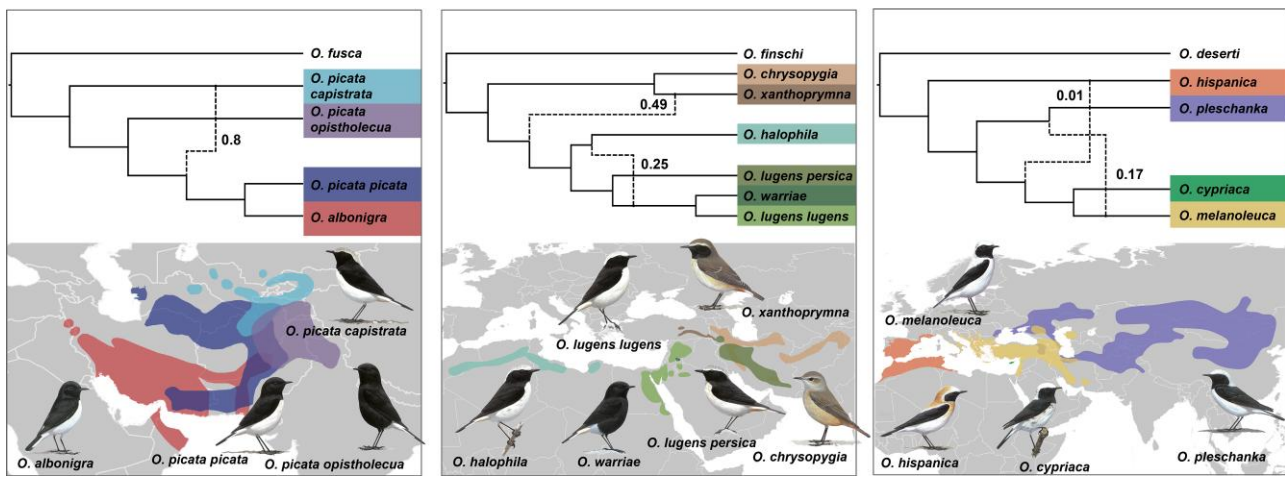 O. fusca
O. picata
capistrata
O. picata
opistholecua
0.8
O. picata picata
O. albonigra
O. picata capistrata
O. albonigra
O. picata picata
O. picata opistholecua
O. finschi
O. chrysopygia
O. xanthoprymna
0.49
O. halophila
0.25
O. lugens persica
O. warriae
O. lugens lugens
O. xanthoprymna
O. lugens lugens
O. lugens persica
O. halophila
O. warriae
O. chrysopygia
O. deserti
O. hispanica
0.01
O. pleschanka
0.17
O. cypriaca
O. melanoleuca
O. melanoleuca
O. pleschanka
O. hispanica
O. cypriaca